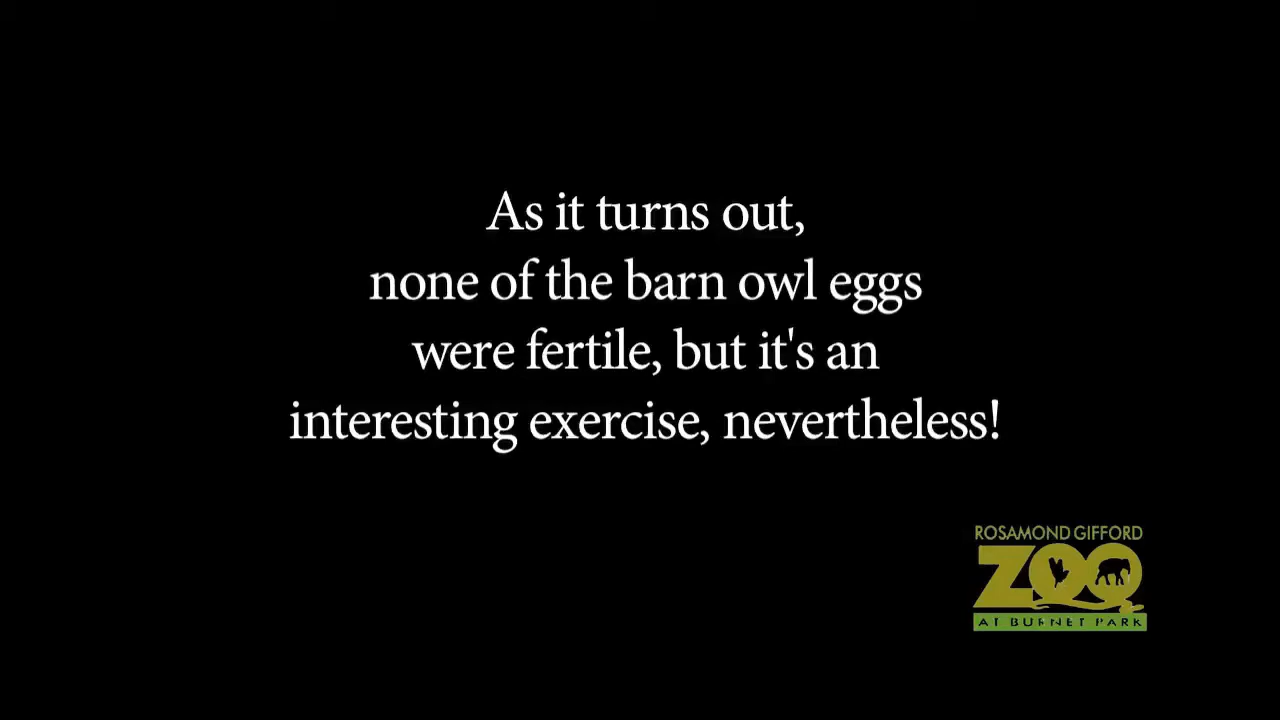 As it turns out,
none of the barn owl eggs
were fertile, but it's an
interesting exercise, nevertheless!
ROSAMOND GIFFORD
ZOO
AT BURNET PARK